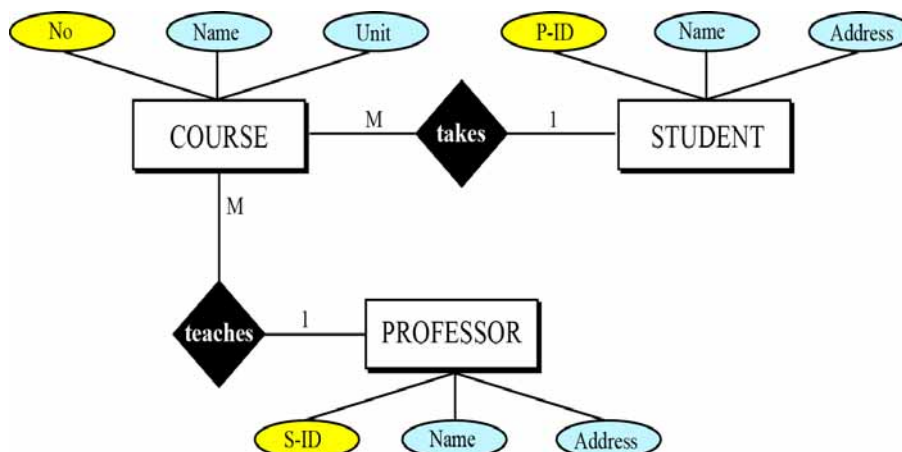 No Name Unit P-ID Name Address
COURSE M takes 1 STUDENT
M
teaches 1 PROFESSOR
S-ID Name Address